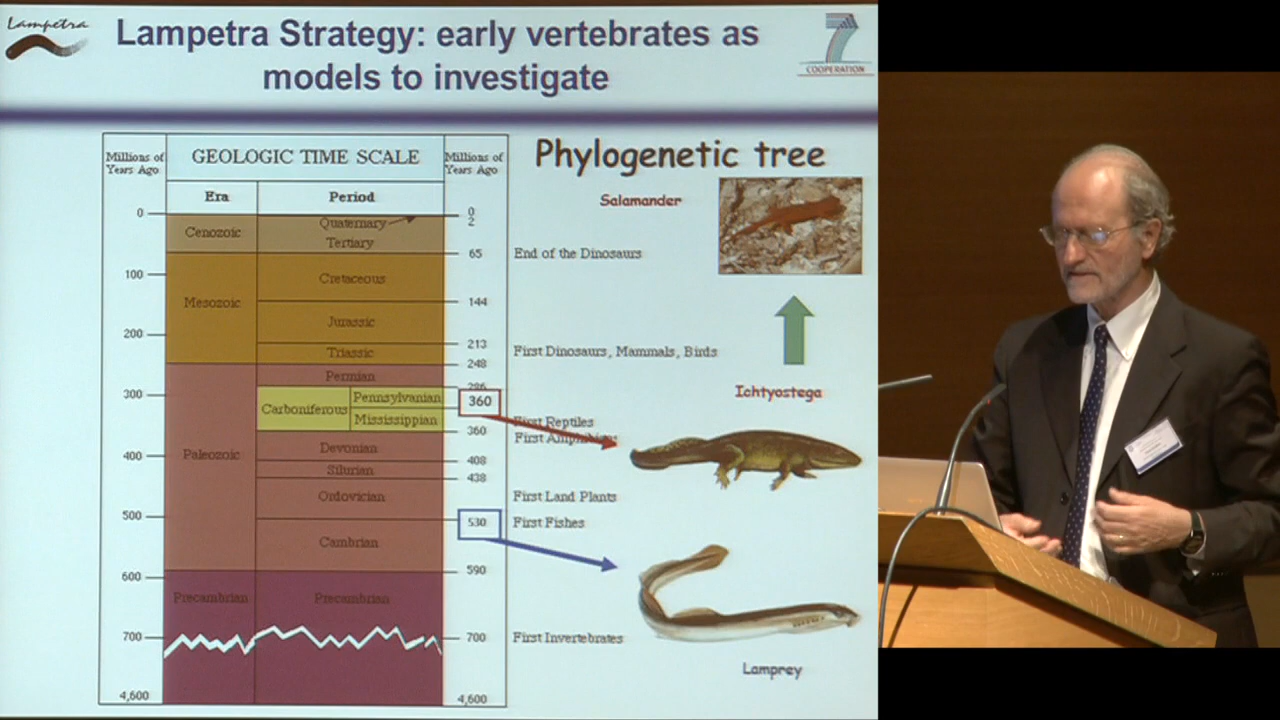 Lampetra
Lampetra Strategy: early vertebrates as
models to investigate
7
COOPERATION
Millions of
Years Ago
GEOLOGIC TIME SCALE
Millions of
Years Ago
Era
Period
Phylogenetic tree
Salamander
0
Quaternary
0
2
Cenozoic
Tertiary
65
End of the Dinosaurs
100
Cretaceous
Mesozoic
144
Jurassic
200
213
Triassic
First Dinosaurs, Mammals, Birds
248
Permian
286
Ichtyostega
300
Carboniferous
Pennsylvanian
360
Mississippian
First Reptiles
360
First Amphibians
Devonian
400
Paleozoic
408
Silurian
438
Ordovician
First Land Plants
500
530
First Fishes
Cambrian
590
600
Precambrian
Precambrian
700
700
First Invertebrates
Lamprey
4,600
4,600